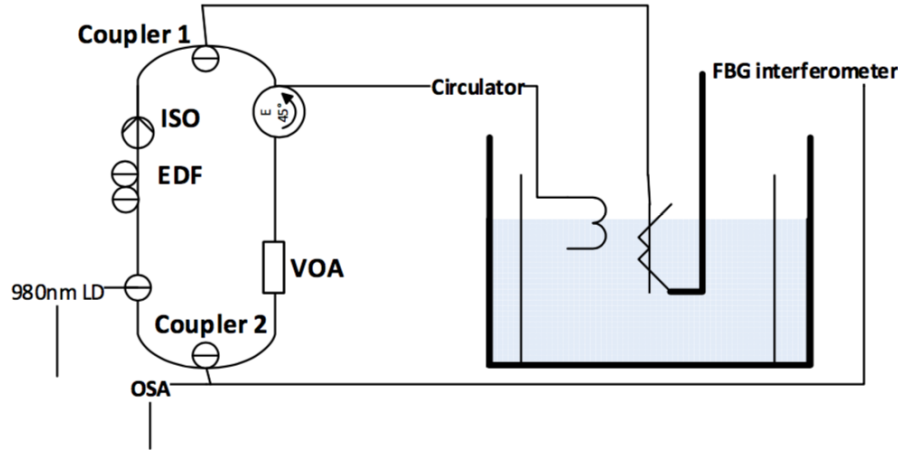 Coupler 1
FBG interferometer
Circulator
E
45°
ISO
EDF
VOA
980nm LD
Coupler 2
OSA